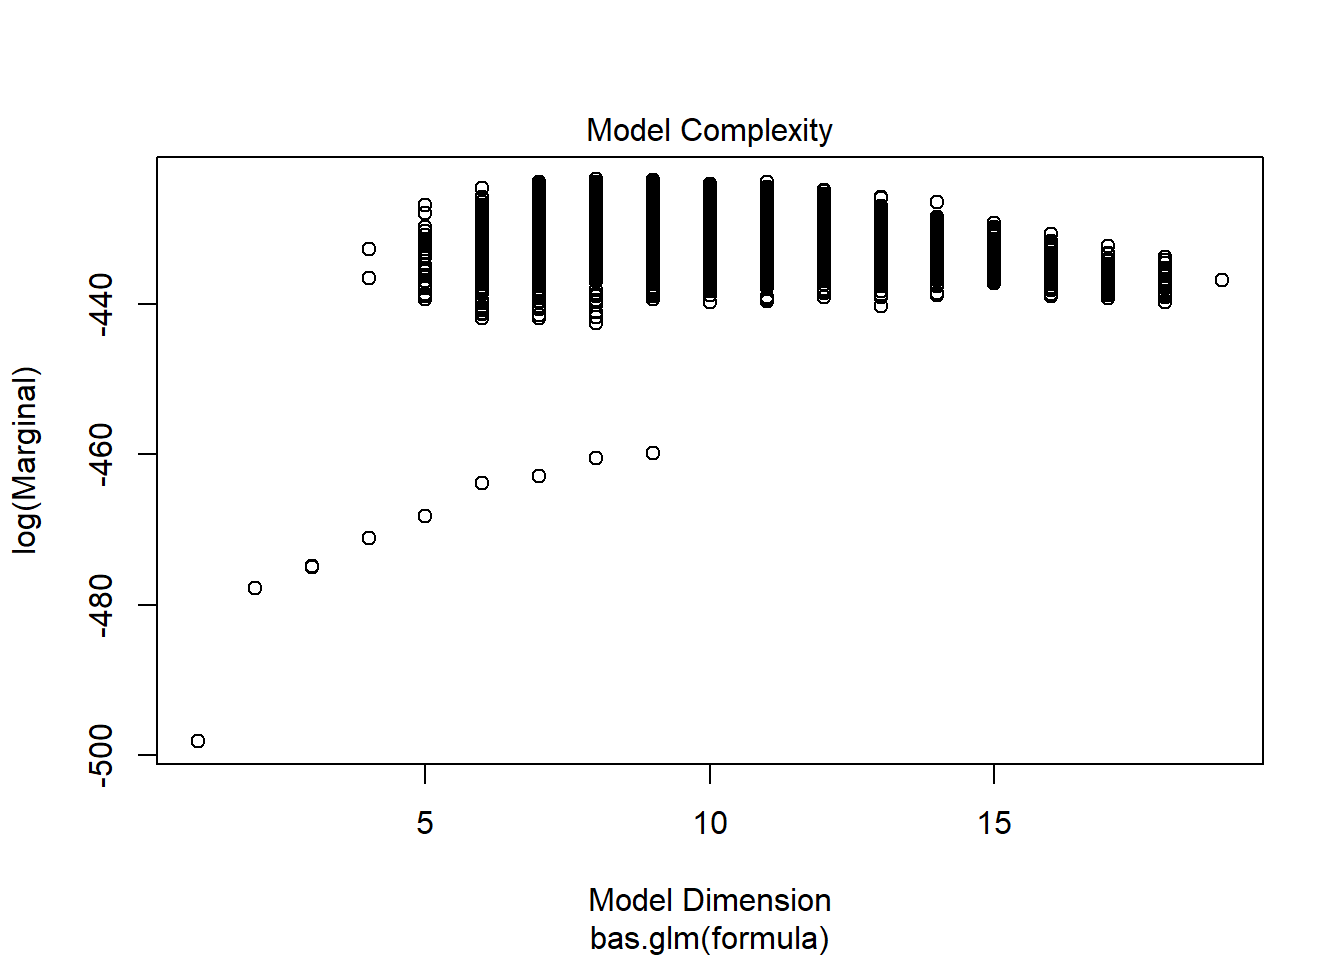 Model Complexity
log(Marginal)
-440
-460
-480
-500
5 10 15
Model Dimension
bas.glm(formula)